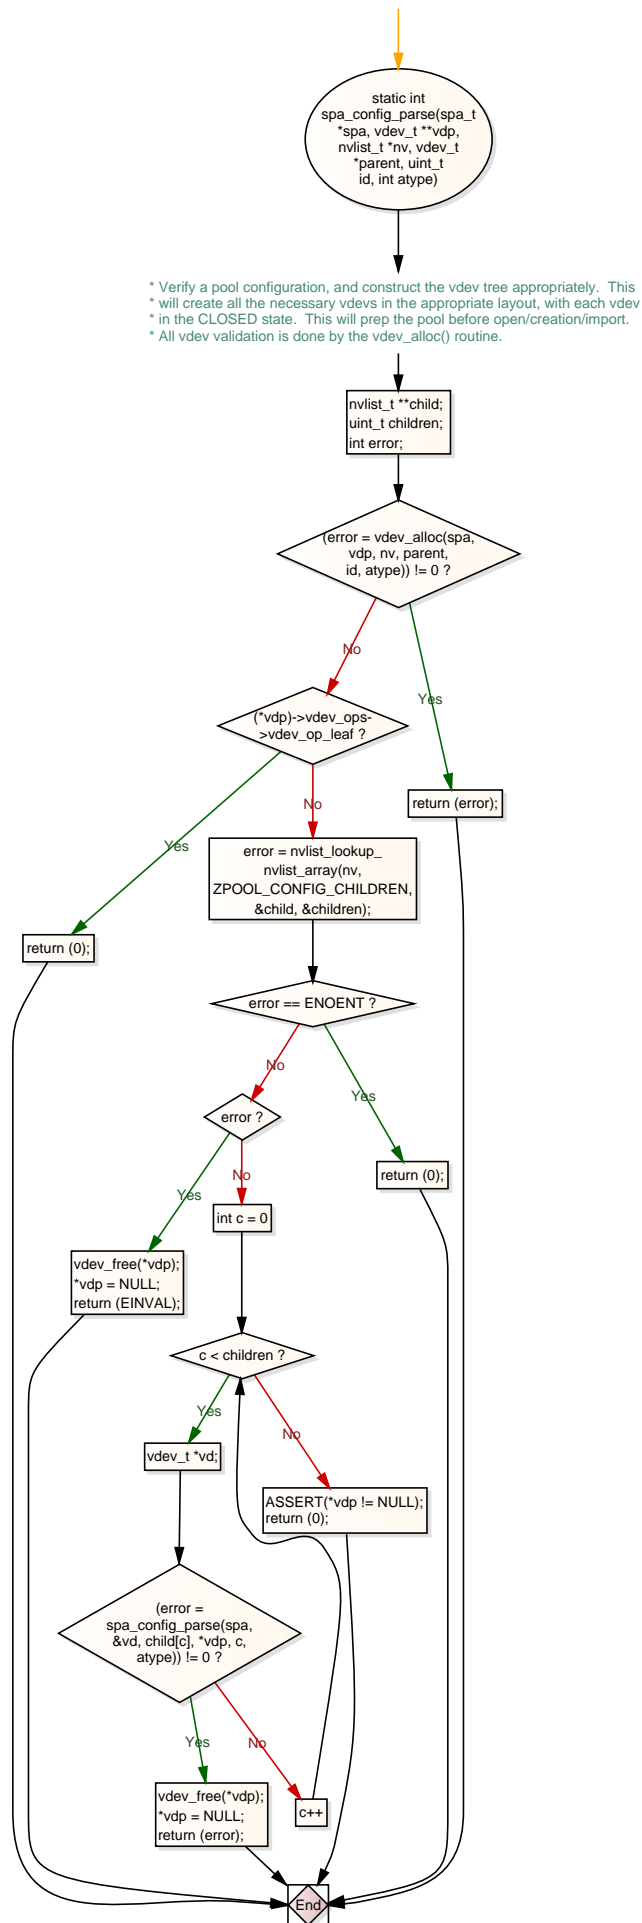 static int
spa_config_parse(spa_t
*spa, vdev_t **vdp,
nvlist_t *nv, vdev_t
*parent, uint_t
id, int atype)
* Verify a pool configuration, and construct the vdev tree appropriately.  This
* will create all the necessary vdevs in the appropriate layout, with each vdev
* in the CLOSED state.  This will prep the pool before open/creation/import.
* All vdev validation is done by the vdev_alloc() routine.
nvlist_t **child;
uint_t children;
int error;
(error = vdev_alloc(spa,
vdp, nv, parent,
id, atype)) != 0 ?
No
Yes
(*vdp)->vdev_ops-
>vdev_op_leaf ?
return (error);
No
Yes
error = nvlist_lookup_
nvlist_array(nv,
ZPOOL_CONFIG_CHILDREN,
&child, &children);
return (0);
error == ENOENT ?
No
Yes
error ?
return (0);
No
Yes
int c = 0
vdev_free(*vdp);
*vdp = NULL;
return (EINVAL);
c < children ?
Yes
No
vdev_t *vd;
ASSERT(*vdp != NULL);
return (0);
(error =
spa_config_parse(spa,
&vd, child[c], *vdp, c,
atype)) != 0 ?
Yes
No
vdev_free(*vdp);
*vdp = NULL;
return (error);
c++
End